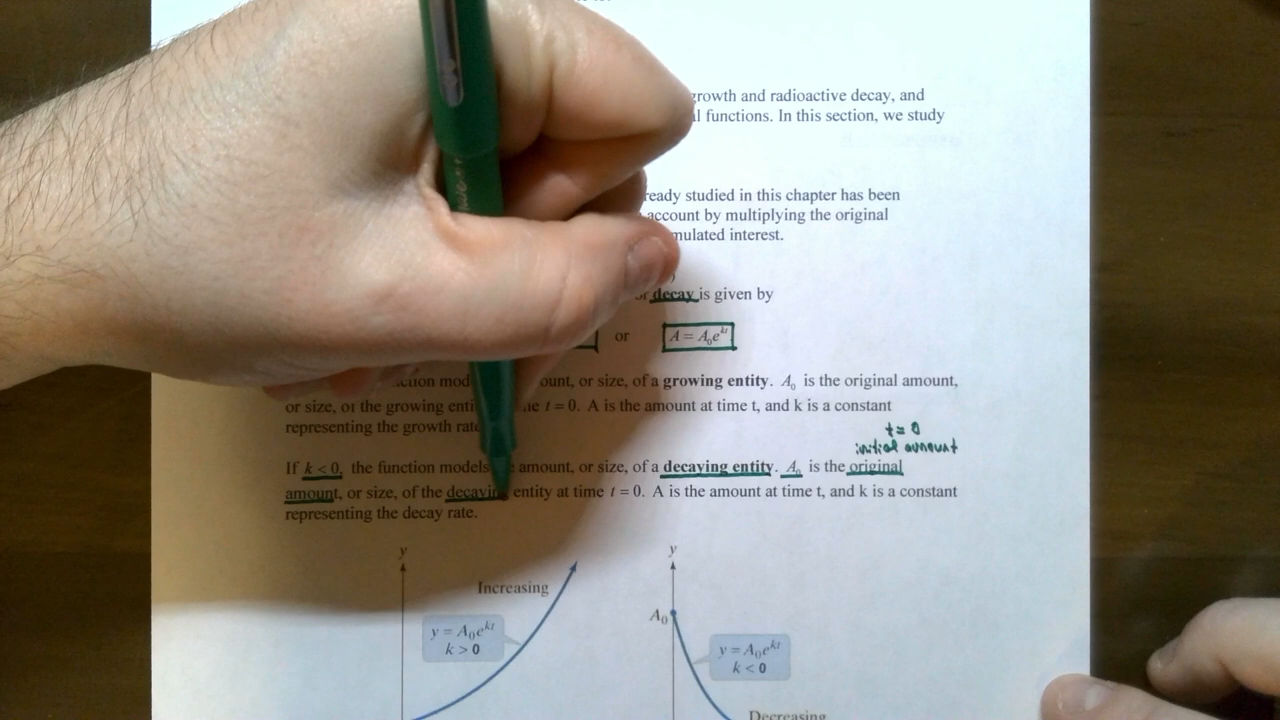 growth and radioactive decay, and
functions. In this section, we study
ready studied in this chapter has been
account by multiplying the original
mulated interest.
decay is given by
or A = A₀e^{kt}
ount, or size, of a growing entity. A₀ is the original amount,
or size, of the growing enti t = 0. A is the amount at time t, and k is a constant
representing the growth rat
t = 0
initial amount
If k < 0, the function models amount, or size, of a decaying entity. A₀ is the original
amount, or size, of the decaying entity at time t = 0. A is the amount at time t, and k is a constant
representing the decay rate.
y
y
Increasing
A₀
y = A₀e^{kt}
k > 0
y = A₀e^{kt}
k < 0
Decreasing